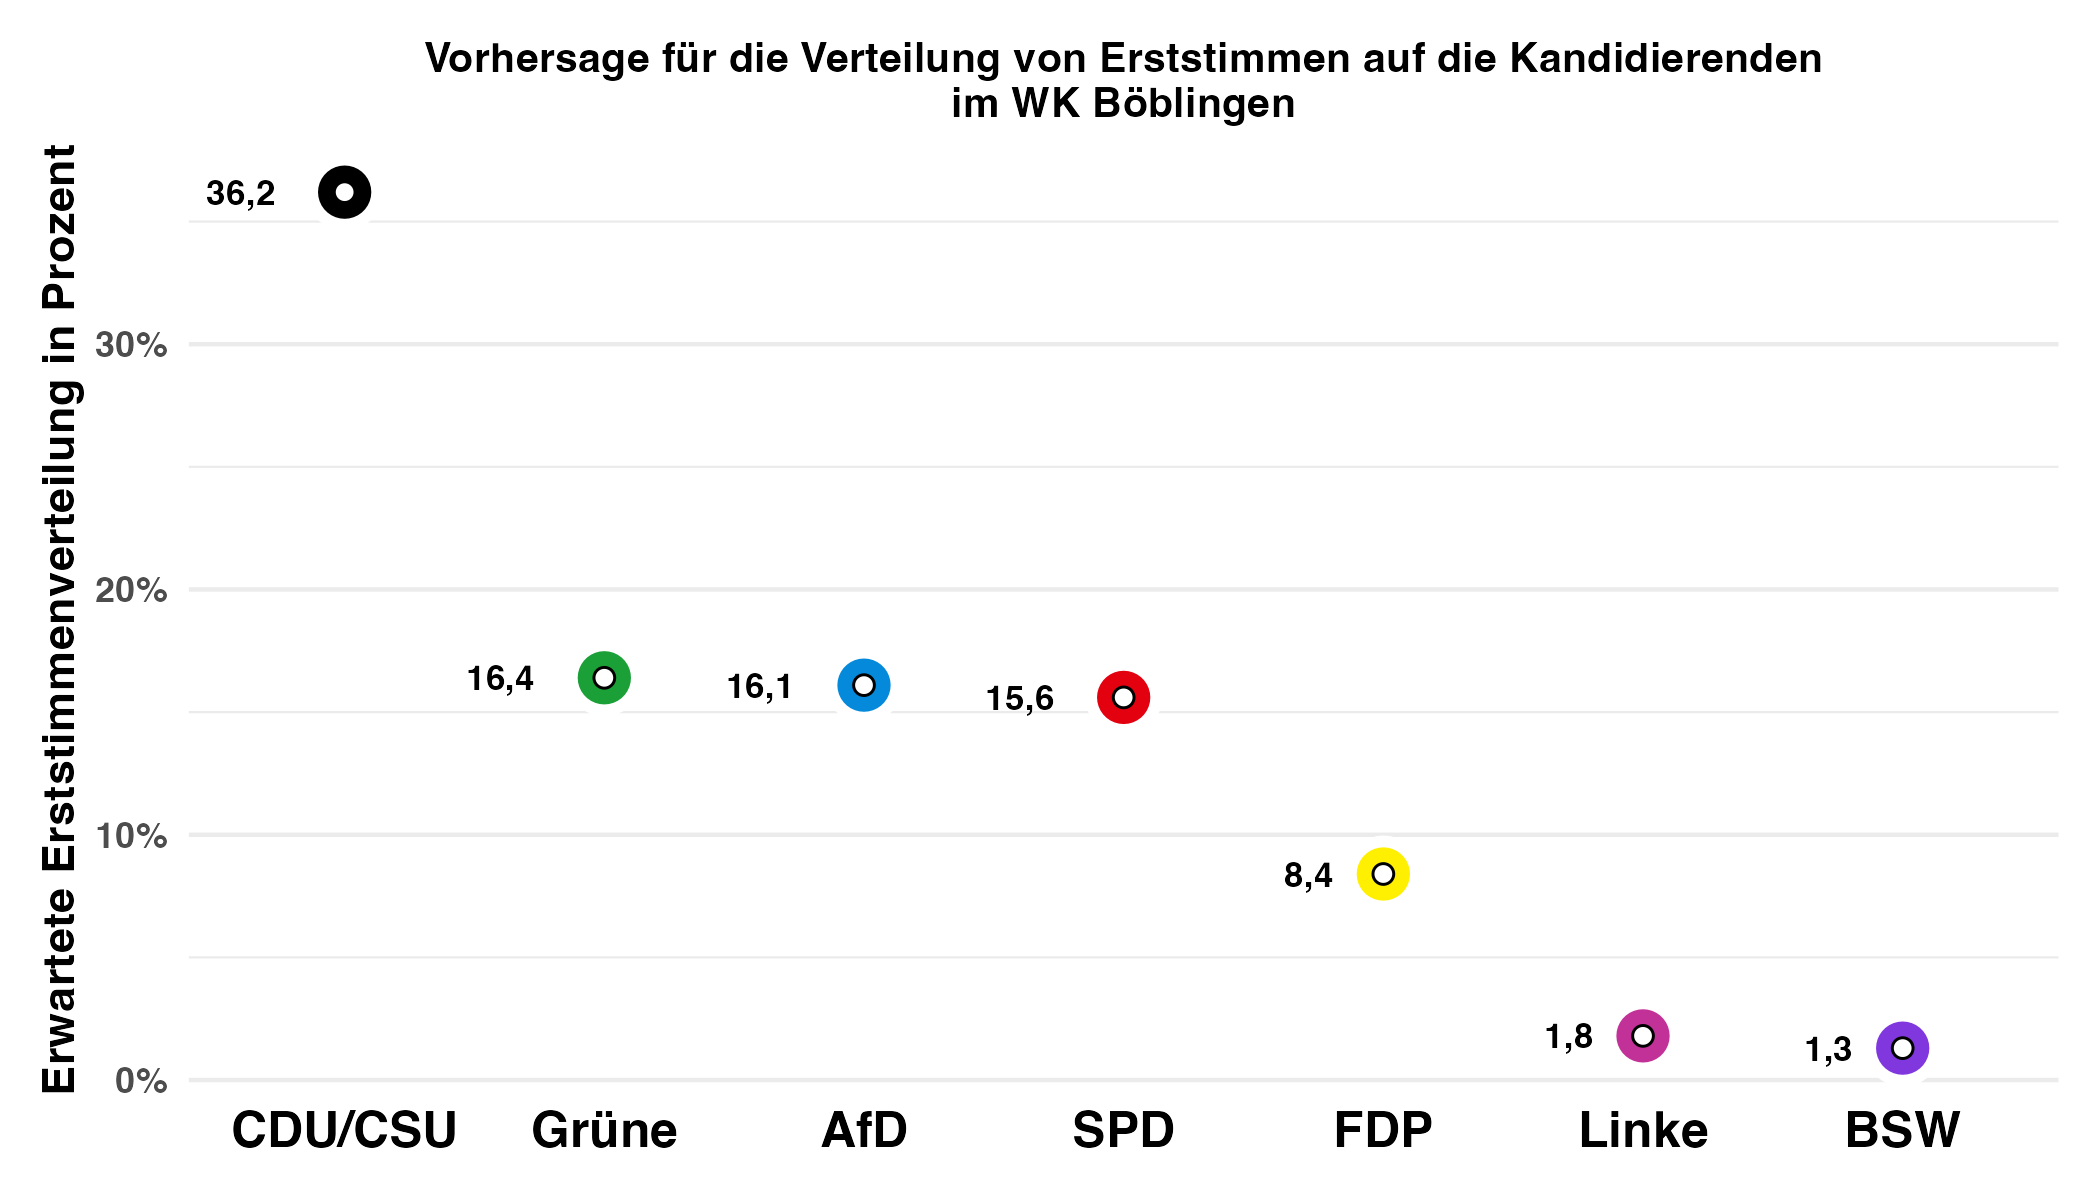 Vorhersage für die Verteilung von Erststimmen auf die Kandidierenden
im WK Böblingen
Erwartete Erststimmenverteilung in Prozent
36,2
30%
20%
16,4
16,1
15,6
10%
8,4
1,8
1,3
0%
CDU/CSU
Grüne
AfD
SPD
FDP
Linke
BSW